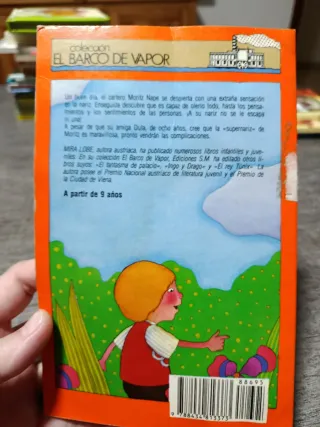 colección
EL BARCO DE VAPOR
Un buen día, el cartero Moritz Nape se despierta con una extraña sensación
en la nariz. Enseguida descubre que es capaz de olerlo todo, hasta los pensa-
mientos y los sentimientos de las personas. ¡A su nariz no se le escapa
ni una!
A pesar de que su amiga Gula, de ocho años, cree que la «supernariz» de
Moritz es maravillosa, pronto vendrán las complicaciones.
MIRA LOBE, autora austriaca, ha publicado numerosos libros infantiles y juve-
niles. En su colección El Barco de Vapor, Ediciones S.M. ha editado otros li-
bros suyos: «El fantasma de palacio», «Ingo y Drago» y «El rey Túnix». La
autora posee el Premio Nacional austríaco de literatura juvenil y el Premio de
la Ciudad de Viena.
A partir de 9 años
88695